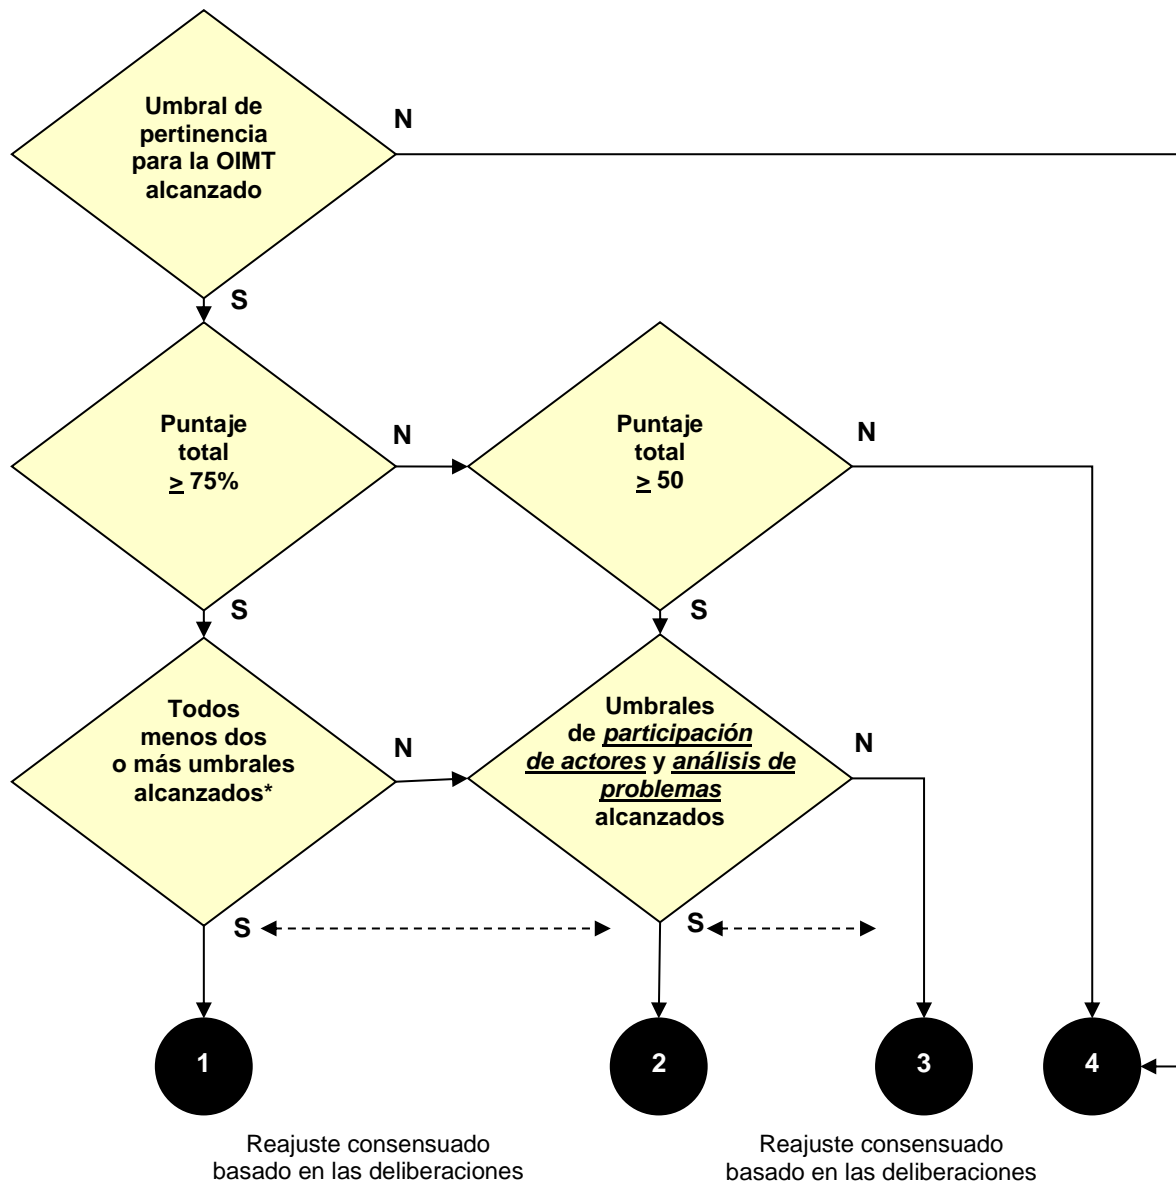 Umbral de
pertinencia
para la OIMT
alcanzado
N
S
Puntaje
total
≥ 75%
N
Puntaje
total
≥ 50
N
S
S
Todos
menos dos
o más umbrales
alcanzados*
N
Umbrales
de participación
de actores y análisis de
problemas
alcanzados
N
S
S
1
2
3
4
Reajuste consensuado
basado en las deliberaciones
Reajuste consensuado
basado en las deliberaciones